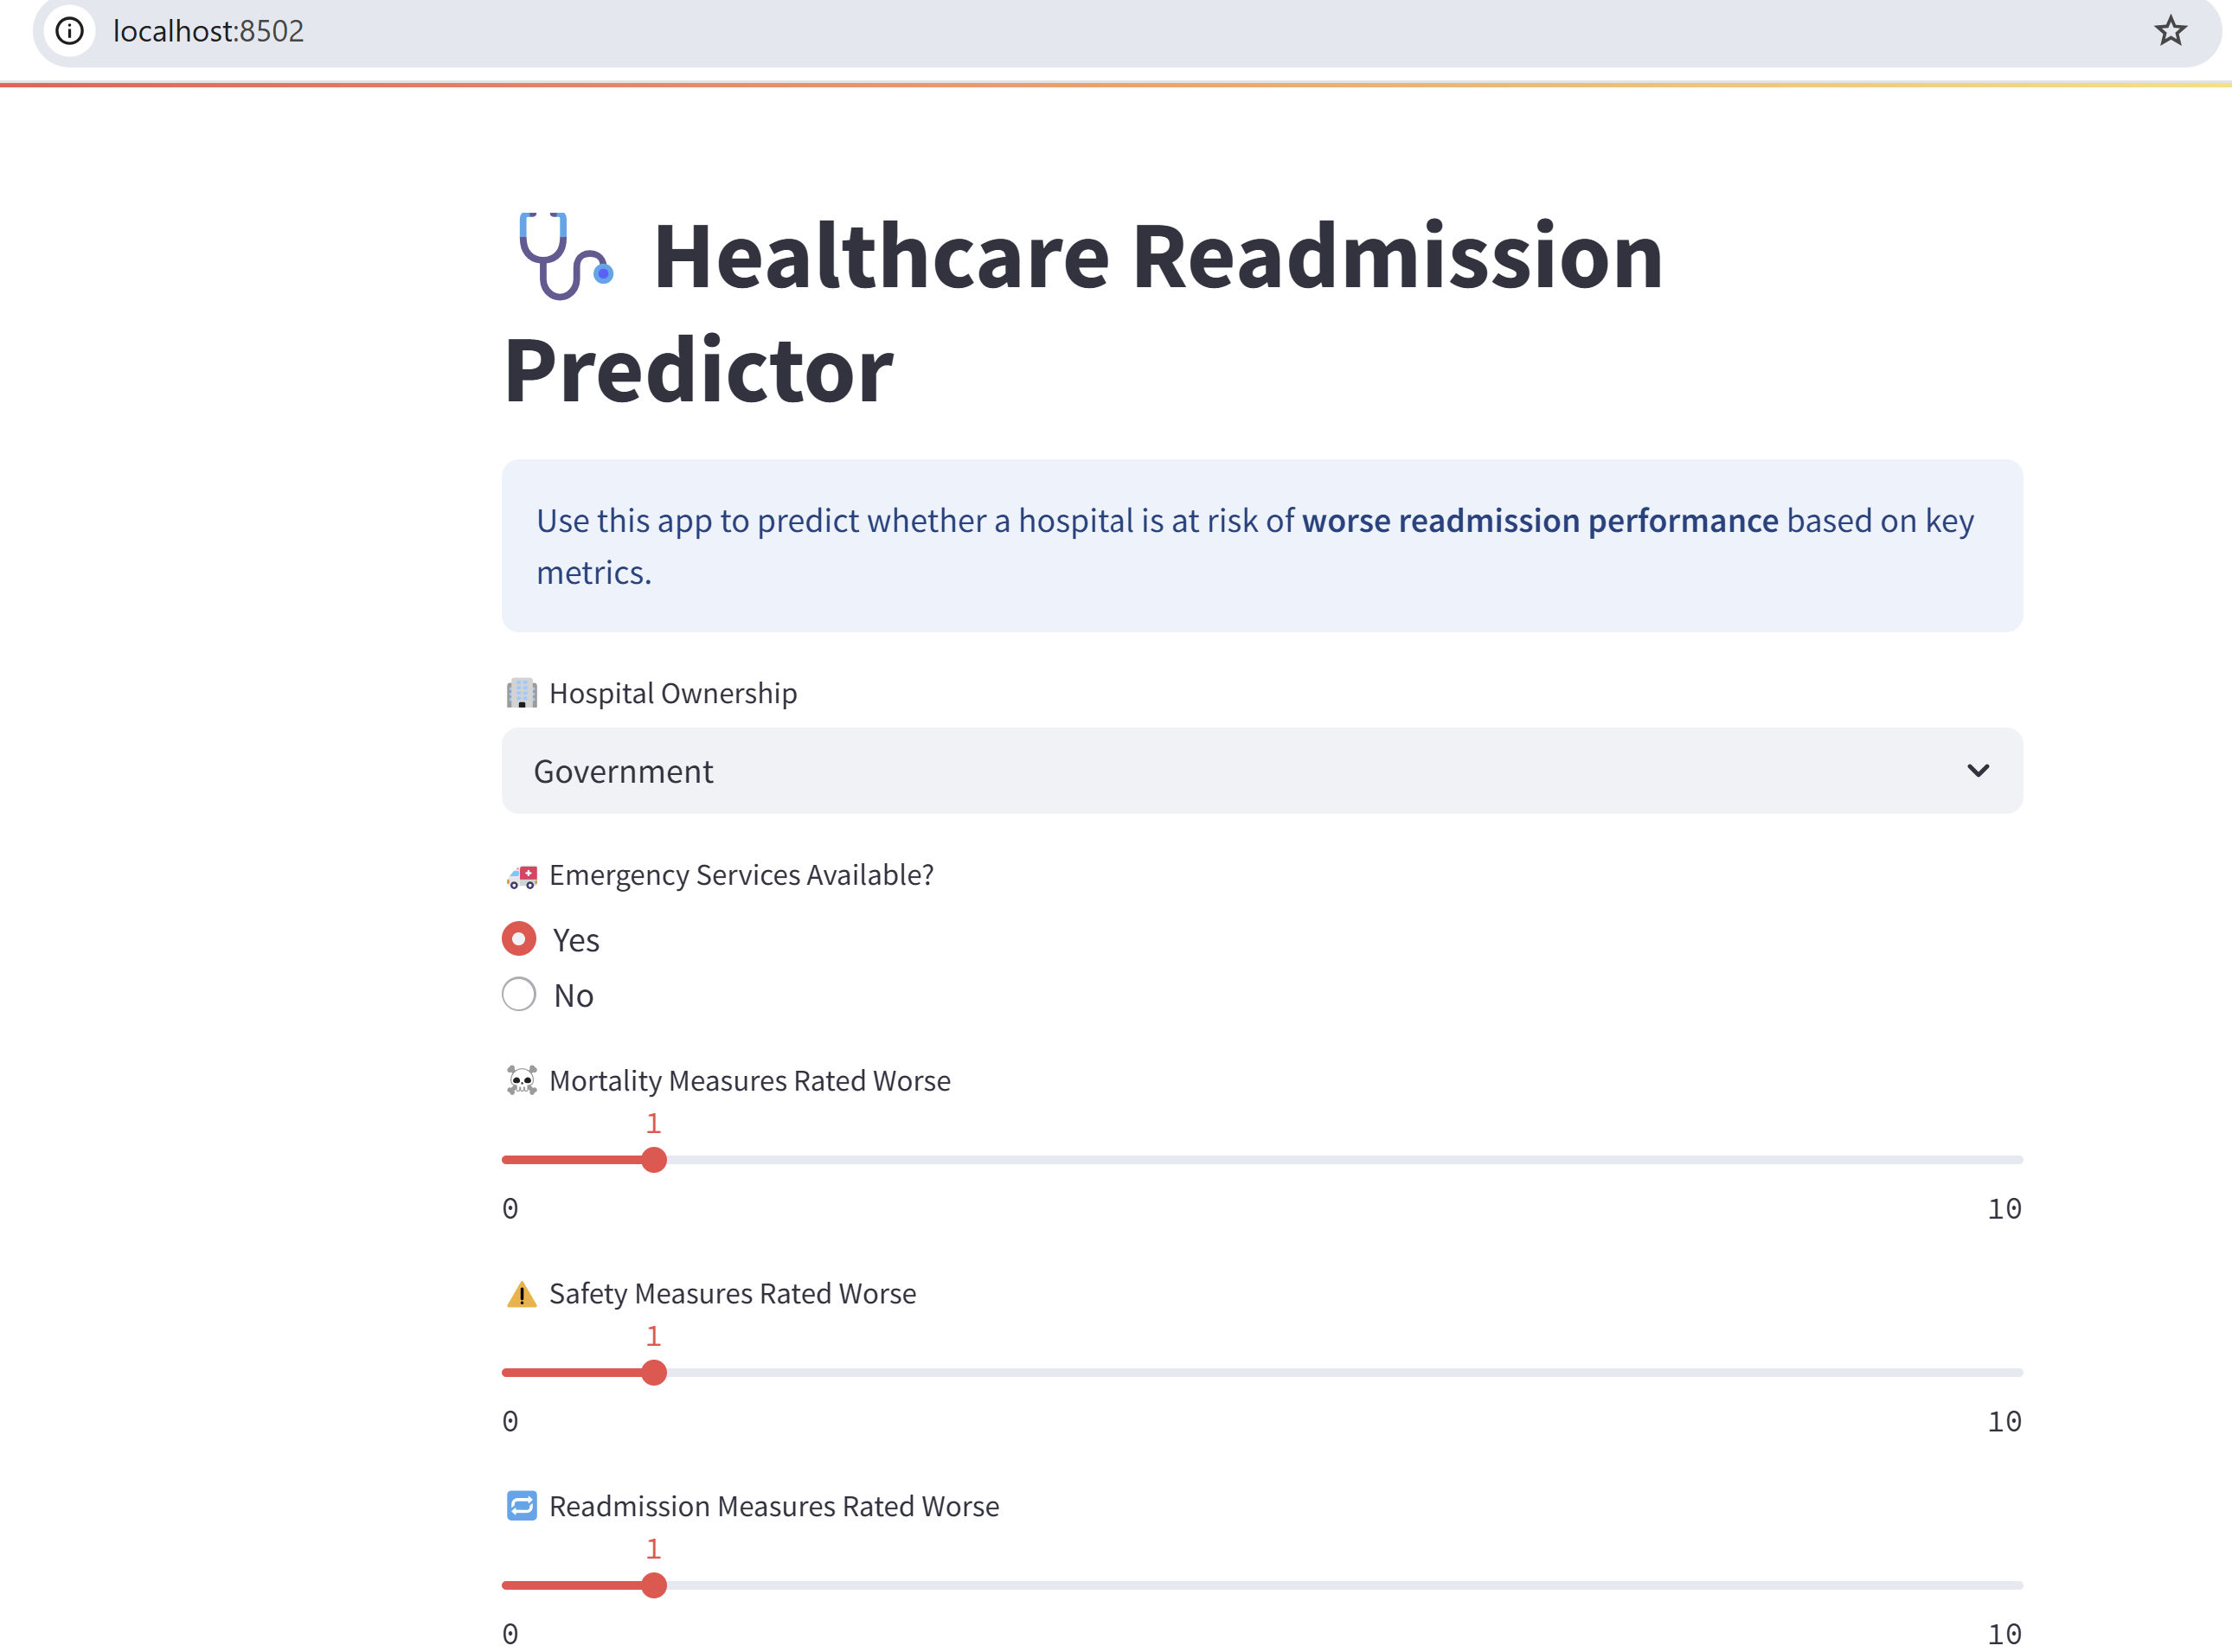 localhost:8502
Healthcare Readmission
Predictor
Use this app to predict whether a hospital is at risk of worse readmission performance based on key
metrics.
Hospital Ownership
Government
Emergency Services Available?
Yes
No
Mortality Measures Rated Worse
1
0 10
Safety Measures Rated Worse
1
0 10
Readmission Measures Rated Worse
1
0 10